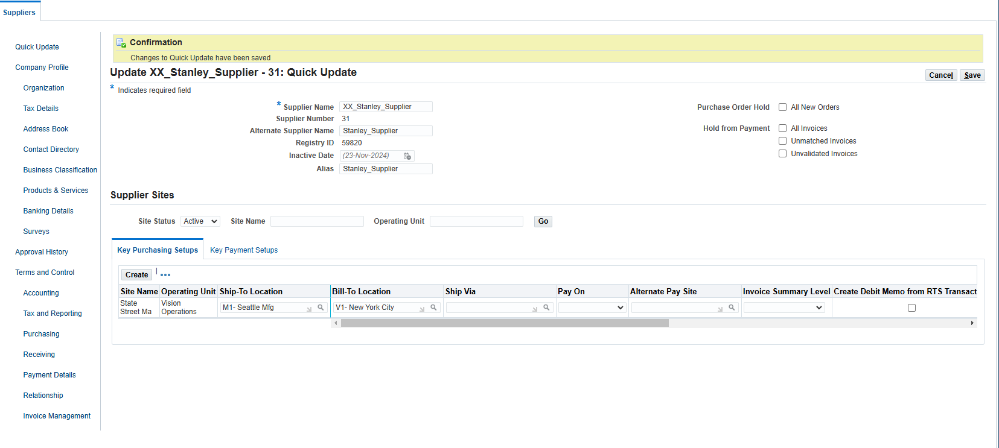 Suppliers
Quick Update
Company Profile
Organization
Tax Details
Address Book
Contact Directory
Business Classification
Products & Services
Banking Details
Surveys
Approval History
Terms and Control
Accounting
Tax and Reporting
Purchasing
Receiving
Payment Details
Relationship
Invoice Management
Confirmation
Changes to Quick Update have been saved
Update XX_Stanley_Supplier - 31: Quick Update
Cancel Save
* Indicates required field
* Supplier Name XX_Stanley_Supplier
Supplier Number 31
Alternate Supplier Name Stanley_Supplier
Registry ID 59820
Inactive Date (23-Nov-2024)
Alias Stanley_Supplier
Purchase Order Hold All New Orders
Hold from Payment All Invoices
Unmatched Invoices
Unvalidated Invoices
Supplier Sites
Site Status Active Site Name Operating Unit Go
Key Purchasing Setups Key Payment Setups
Create | ...
Site Name Operating Unit Ship-To Location Bill-To Location Ship Via Pay On Alternate Pay Site Invoice Summary Level Create Debit Memo from RTS Transact
State Street Ma Vision Operations M1- Seattle Mfg V1- New York City